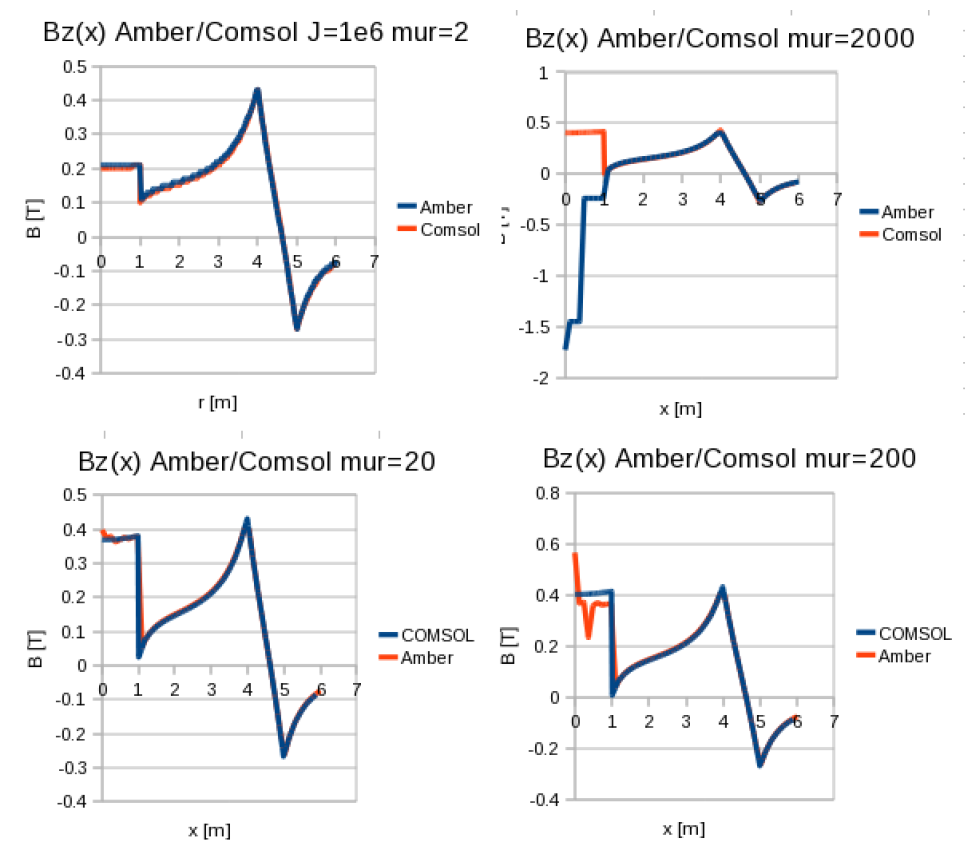 Bz(x) Amber/Comsol J=1e6 mur=2
0.5
0.4
0.3
0.2
0.1
0
-0.1
-0.2
-0.3
-0.4
0 1 2 3 4 5 6 7
B [T]
r [m]
Amber
Comsol
Bz(x) Amber/Comsol mur=2000
1
0.5
0
-0.5
-1
-1.5
-2
0 1 2 3 4 5 6 7
x [m]
Amber
Comsol
Bz(x) Amber/Comsol mur=20
0.5
0.4
0.3
0.2
0.1
0
-0.1
-0.2
-0.3
-0.4
0 1 2 3 4 5 6 7
B [T]
x [m]
COMSOL
Amber
Bz(x) Amber/Comsol mur=200
0.8
0.6
0.4
0.2
0
-0.2
-0.4
0 1 2 3 4 5 6 7
B [T]
x [m]
COMSOL
Amber